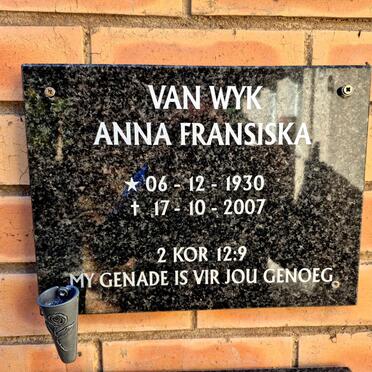 VAN WYK
ANNA FRANSISKA
★ 06 - 12 - 1930
† 17 - 10 - 2007
2 KOR 12:9
MY GENADE IS VIR JOU GENOEG